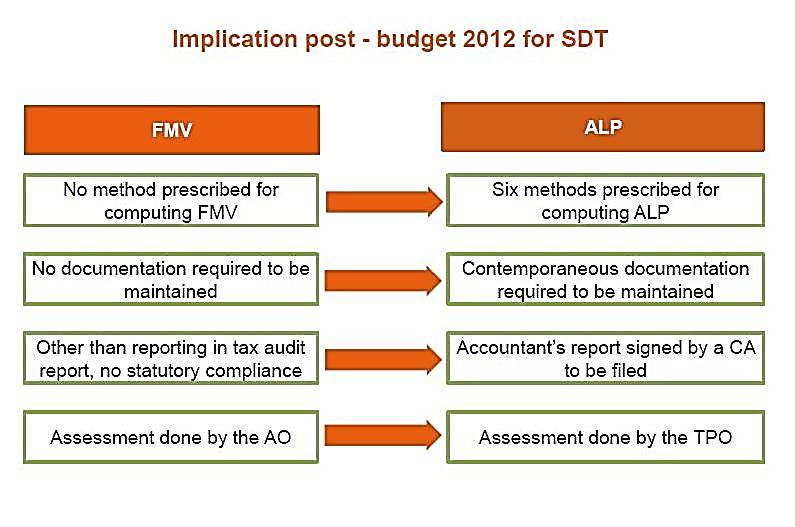 Implication post - budget 2012 for SDT
FMV
ALP
No method prescribed for
computing FMV
Six methods prescribed for
computing ALP
No documentation required to be
maintained
Contemporaneous documentation
required to be maintained
Other than reporting in tax audit
report, no statutory compliance
Accountant's report signed by a CA
to be filed
Assessment done by the AO
Assessment done by the TPO